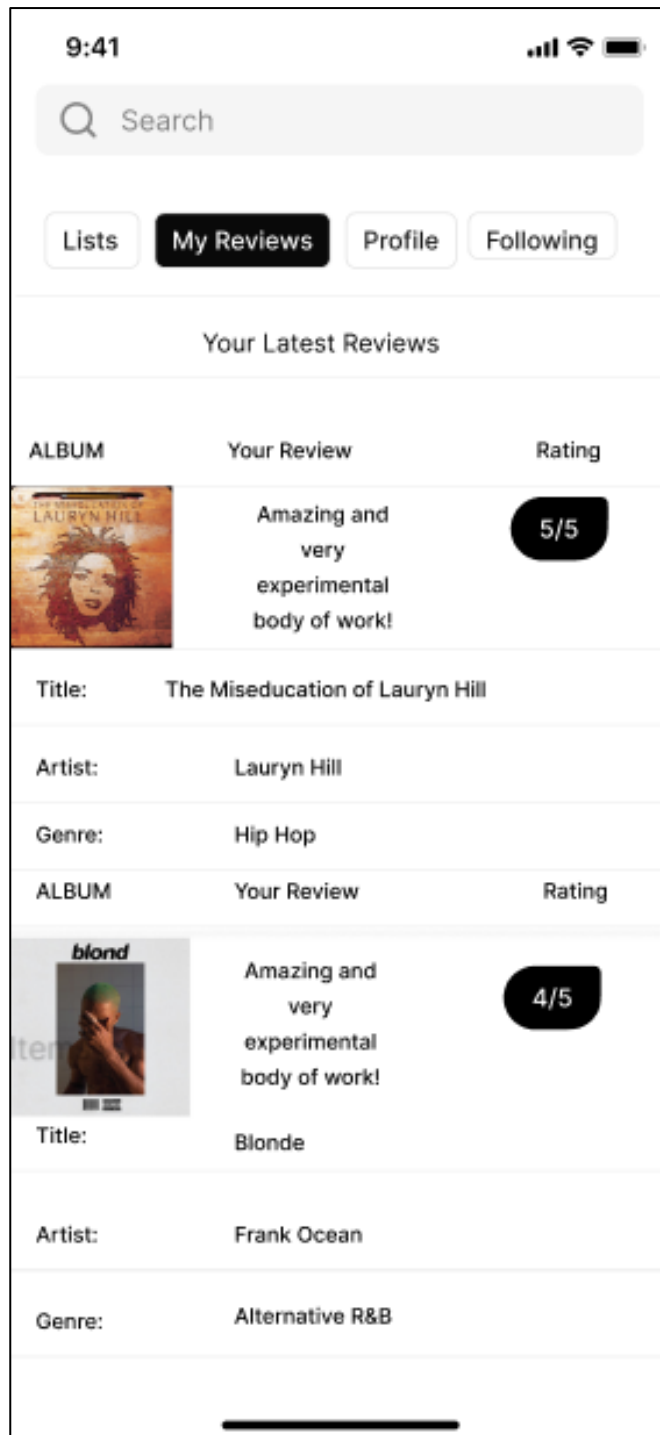 9:41
Search
Lists My Reviews Profile Following
Your Latest Reviews
ALBUM Your Review Rating
THE MISEDUCATION OF
LAURYN HILL
Amazing and
very
experimental
body of work!
5/5
Title: The Miseducation of Lauryn Hill
Artist: Lauryn Hill
Genre: Hip Hop
ALBUM Your Review Rating
blond
Item
Amazing and
very
experimental
body of work!
4/5
Title: Blonde
Artist: Frank Ocean
Genre: Alternative R&B